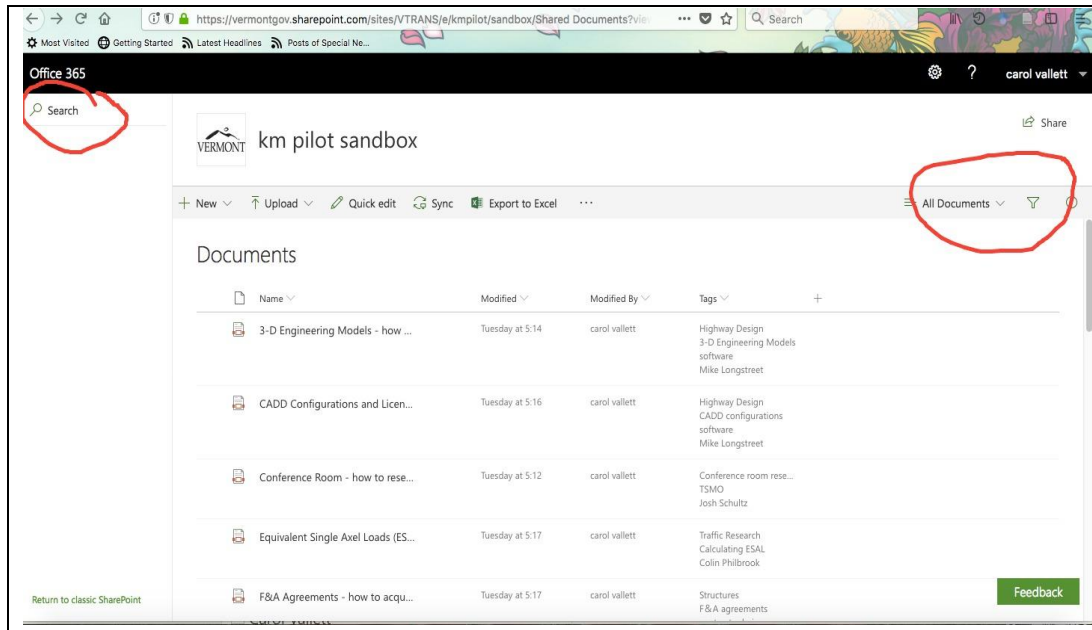 https://vermontgov.sharepoint.com/sites/VTRANS/e/kmpilot/sandbox/Shared Documents?vie
Search
Most Visited Getting Started Latest Headlines Posts of Special Ne...
Office 365
? carol vallett
Search
Share
VERMONT km pilot sandbox
New Upload Quick edit Sync Export to Excel ... All Documents
Documents
Name Modified Modified By Tags +
3-D Engineering Models - how ... Tuesday at 5:14 carol vallett Highway Design
3-D Engineering Models
software
Mike Longstreet
CADD Configurations and Licen... Tuesday at 5:16 carol vallett Highway Design
CADD configurations
software
Mike Longstreet
Conference Room - how to rese... Tuesday at 5:12 carol vallett Conference room rese...
TSMO
Josh Schultz
Equivalent Single Axel Loads (ES... Tuesday at 5:17 carol vallett Traffic Research
Calculating ESAL
Colin Philbrook
F&A Agreements - how to acqu... Tuesday at 5:17 carol vallett Structures
F&A agreements
Return to classic SharePoint
Feedback